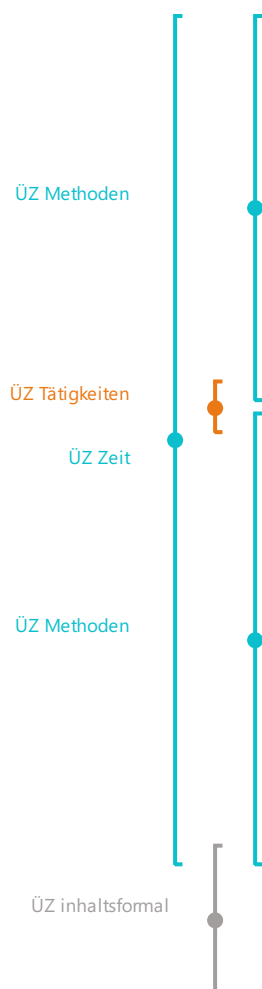 ÜZ Methoden
ÜZ Tätigkeiten
ÜZ Zeit
ÜZ Methoden
ÜZ inhaltsformal